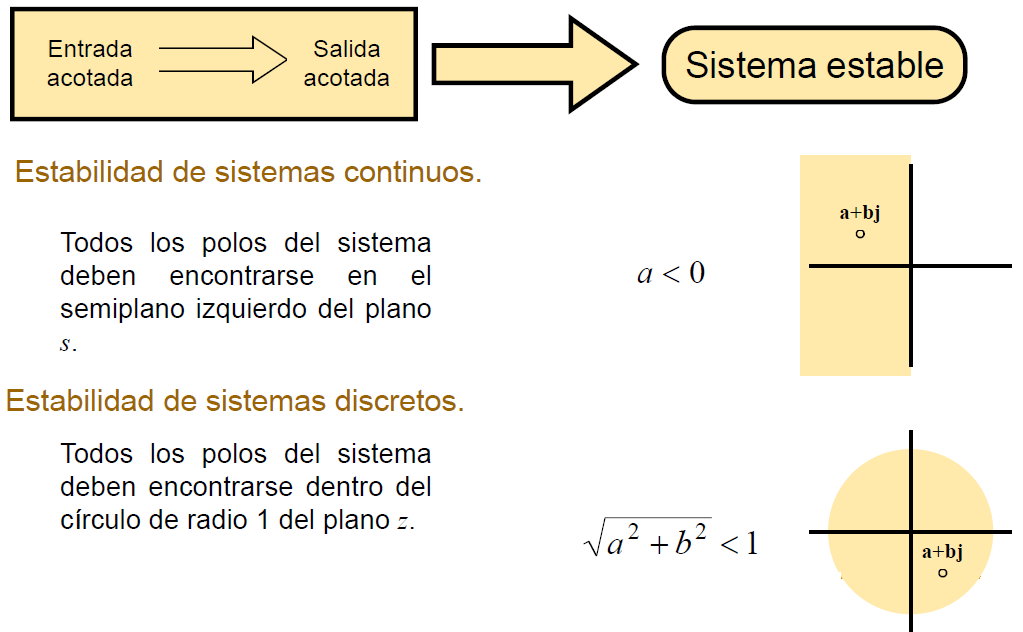 Entrada
acotada
Salida
acotada
Sistema estable
Estabilidad de sistemas continuos.
Todos los polos del sistema
deben encontrarse en el
semiplano izquierdo del plano
s.
a < 0
a+bj
Estabilidad de sistemas discretos.
Todos los polos del sistema
deben encontrarse dentro del
círculo de radio 1 del plano z.
√(a² + b²) < 1
a+bj